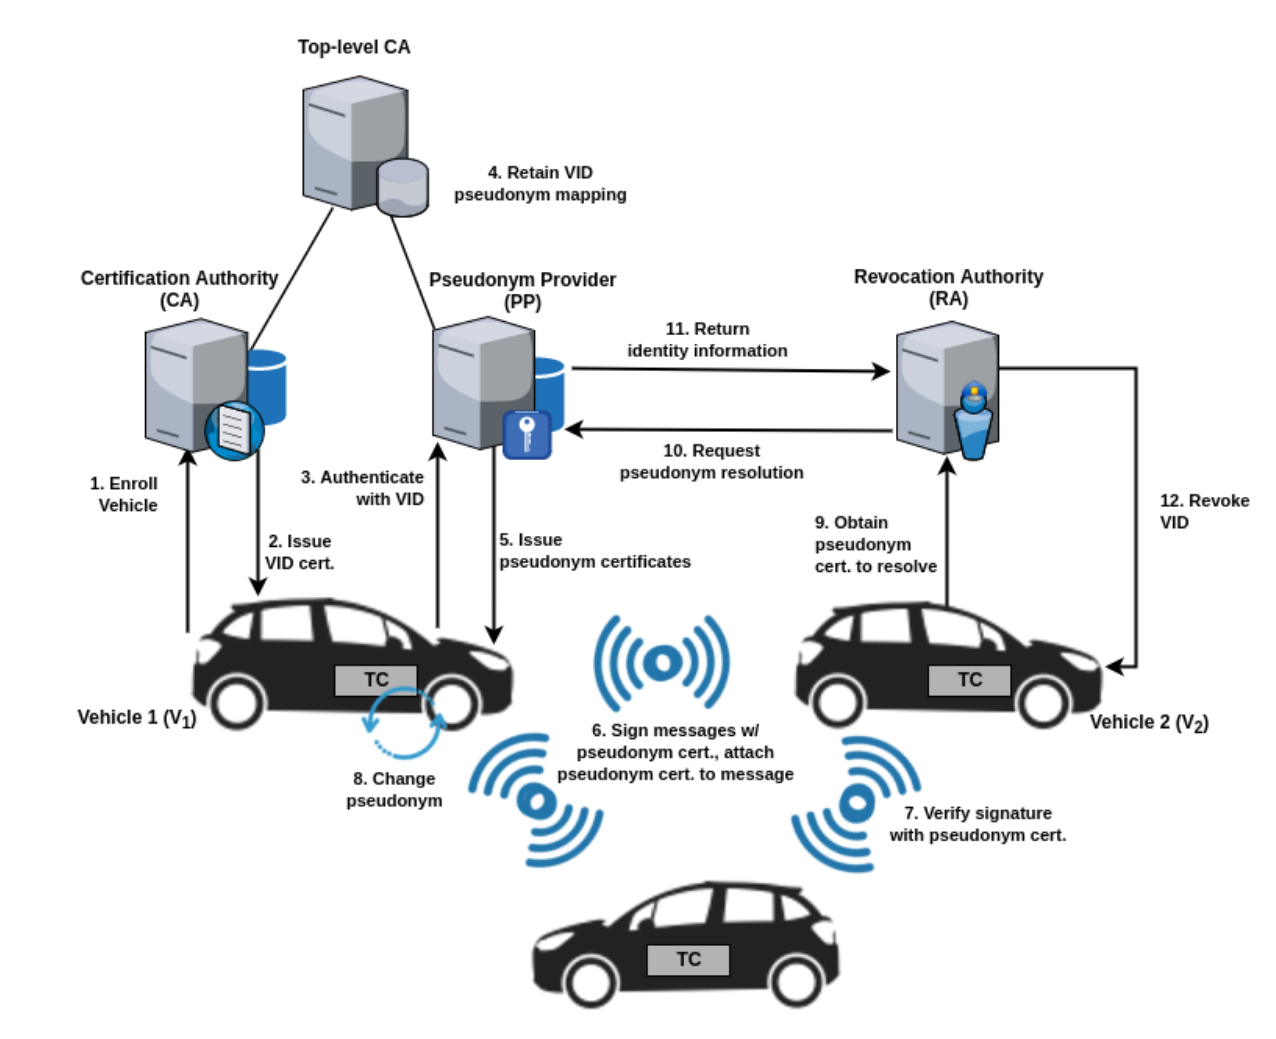 Top-level CA
4. Retain VID
pseudonym mapping
Certification Authority
(CA)
Pseudonym Provider
(PP)
Revocation Authority
(RA)
11. Return
identity information
10. Request
pseudonym resolution
1. Enroll
Vehicle
2. Issue
VID cert.
3. Authenticate
with VID
5. Issue
pseudonym certificates
9. Obtain
pseudonym
cert. to resolve
12. Revoke
VID
TC
TC
Vehicle 1 (V₁)
Vehicle 2 (V₂)
6. Sign messages w/
pseudonym cert., attach
pseudonym cert. to message
8. Change
pseudonym
7. Verify signature
with pseudonym cert.
TC